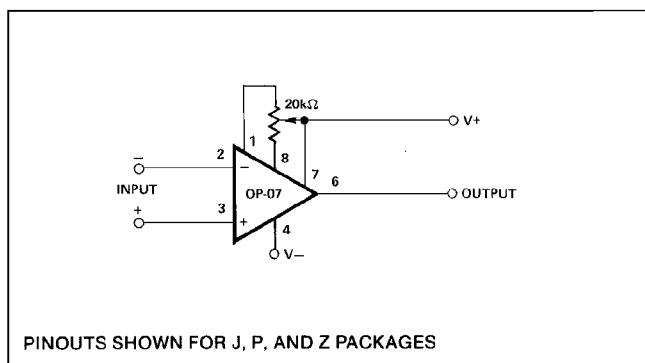 20kΩ
V+
1
8
7
2
−
−
6
OP-07
OUTPUT
INPUT
+
3
+
4
V−
PINOUTS SHOWN FOR J, P, AND Z PACKAGES